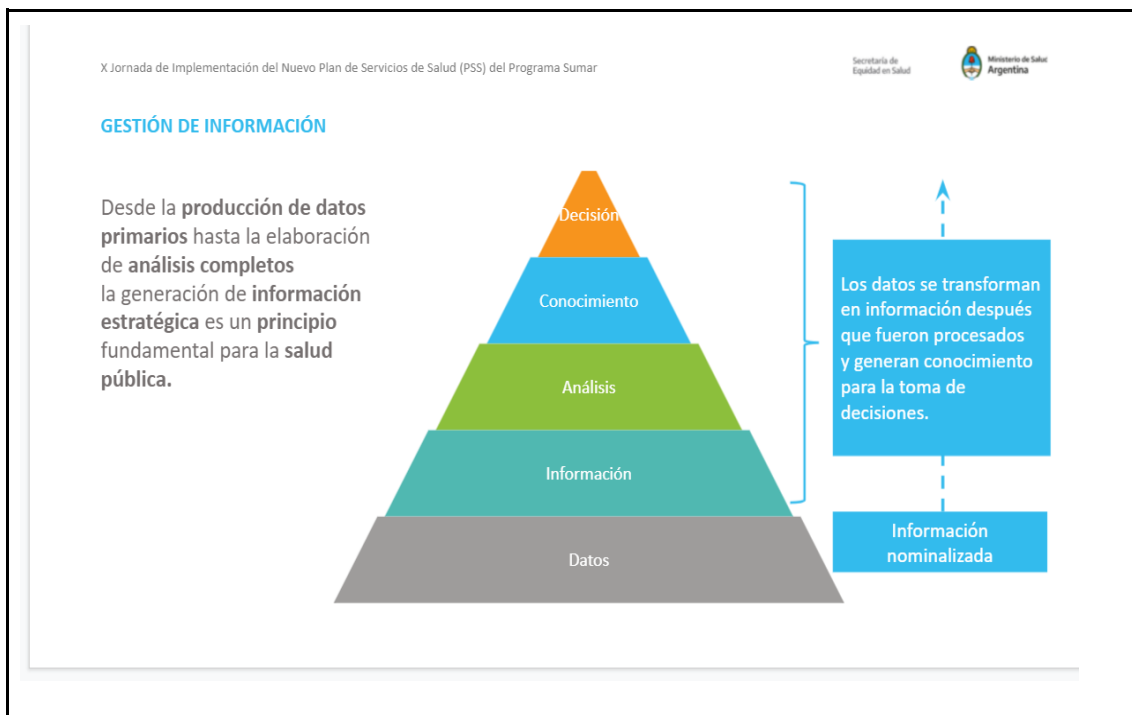 X Jornada de Implementación del Nuevo Plan de Servicios de Salud (PSS) del Programa Sumar
Secretaría de
Equidad en Salud
Ministerio de Saluc
Argentina
GESTIÓN DE INFORMACIÓN
Desde la producción de datos
primarios hasta la elaboración
de análisis completos
la generación de información
estratégica es un principio
fundamental para la salud
pública.
Decisión
Conocimiento
Análisis
Información
Datos
Los datos se transforman
en información después
que fueron procesados
y generan conocimiento
para la toma de
decisiones.
Información
nominalizada